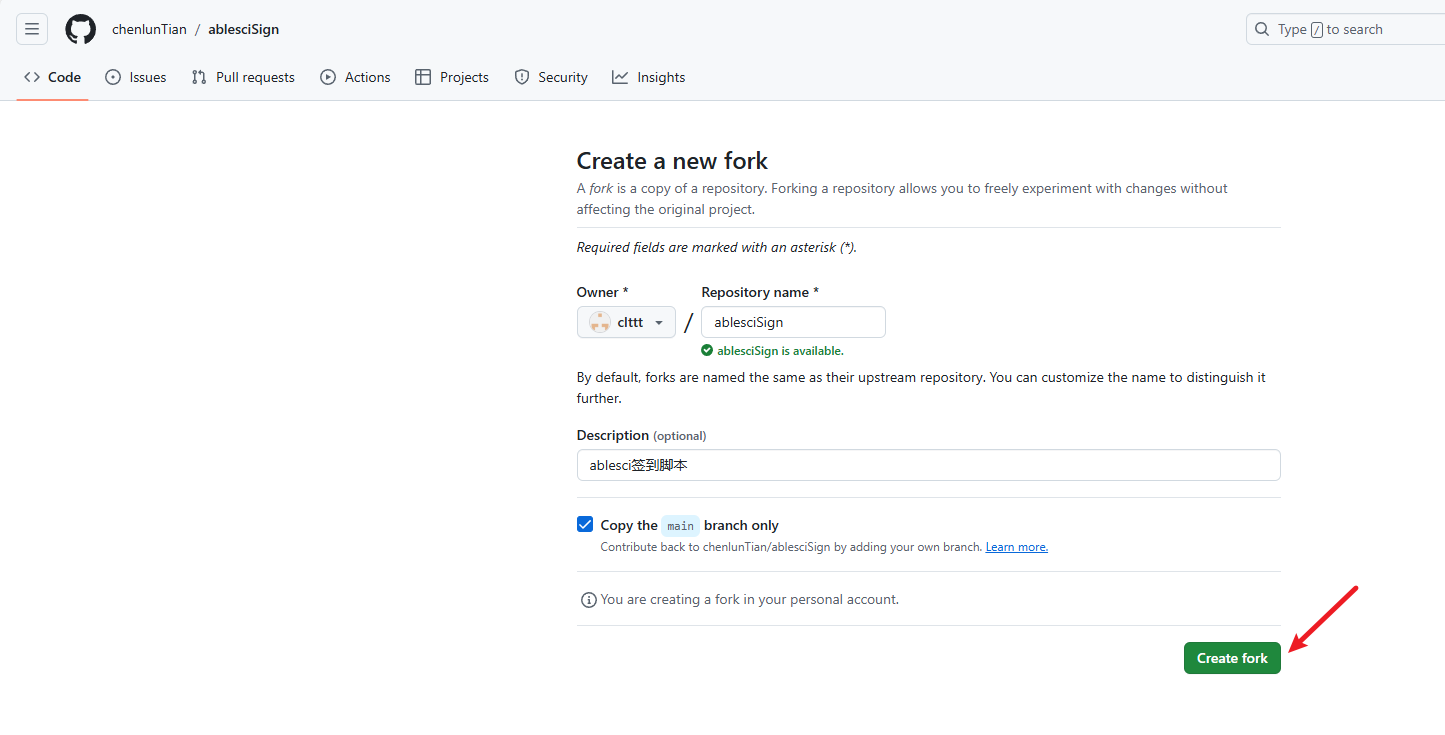 chenlunTian / ablesciSign
Type / to search
Code Issues Pull requests Actions Projects Security Insights
Create a new fork
A fork is a copy of a repository. Forking a repository allows you to freely experiment with changes without
affecting the original project.
Required fields are marked with an asterisk (*).
Owner * Repository name *
clttt / ablesciSign
ablesciSign is available.
By default, forks are named the same as their upstream repository. You can customize the name to distinguish it
further.
Description (optional)
ablesci签到脚本
Copy the main branch only
Contribute back to chenlunTian/ablesciSign by adding your own branch. Learn more.
You are creating a fork in your personal account.
Create fork